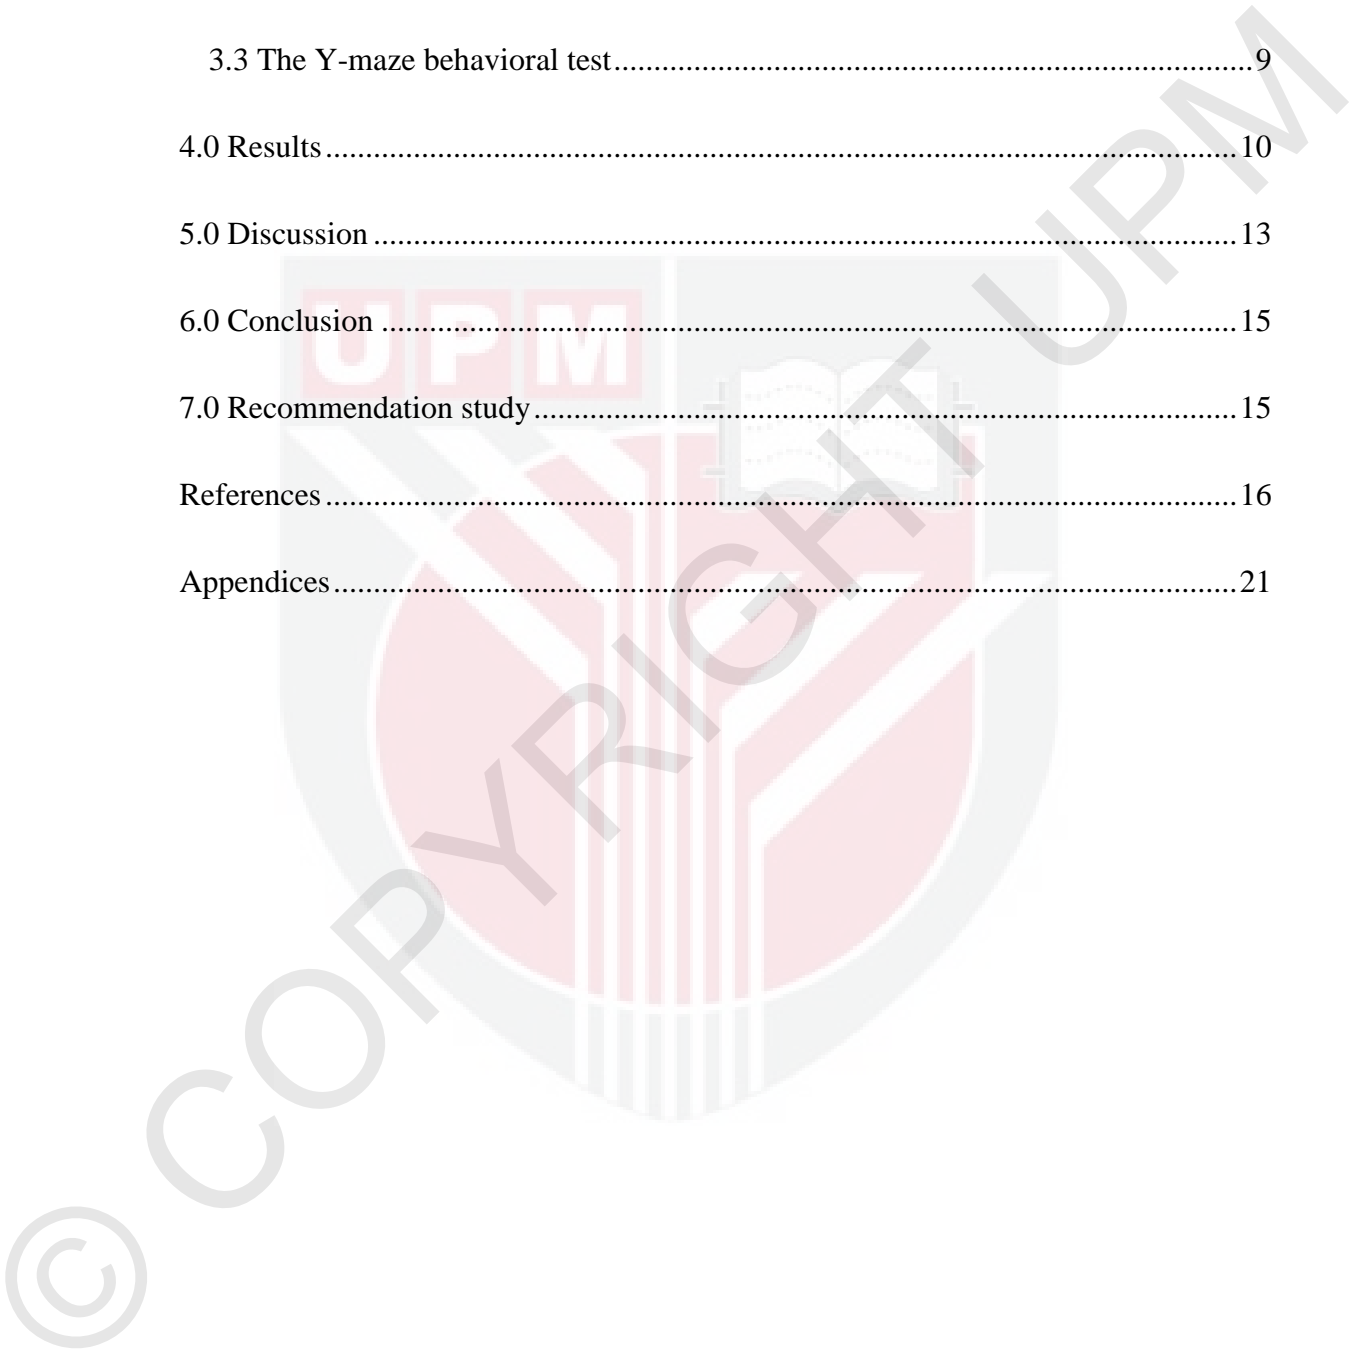 3.3 The Y-maze behavioral test........................................................................9
4.0 Results........................................................................10
5.0 Discussion........................................................................13
6.0 Conclusion........................................................................15
7.0 Recommendation study........................................................................15
References........................................................................16
Appendices........................................................................21
UPM
© COPYRIGHT UPM